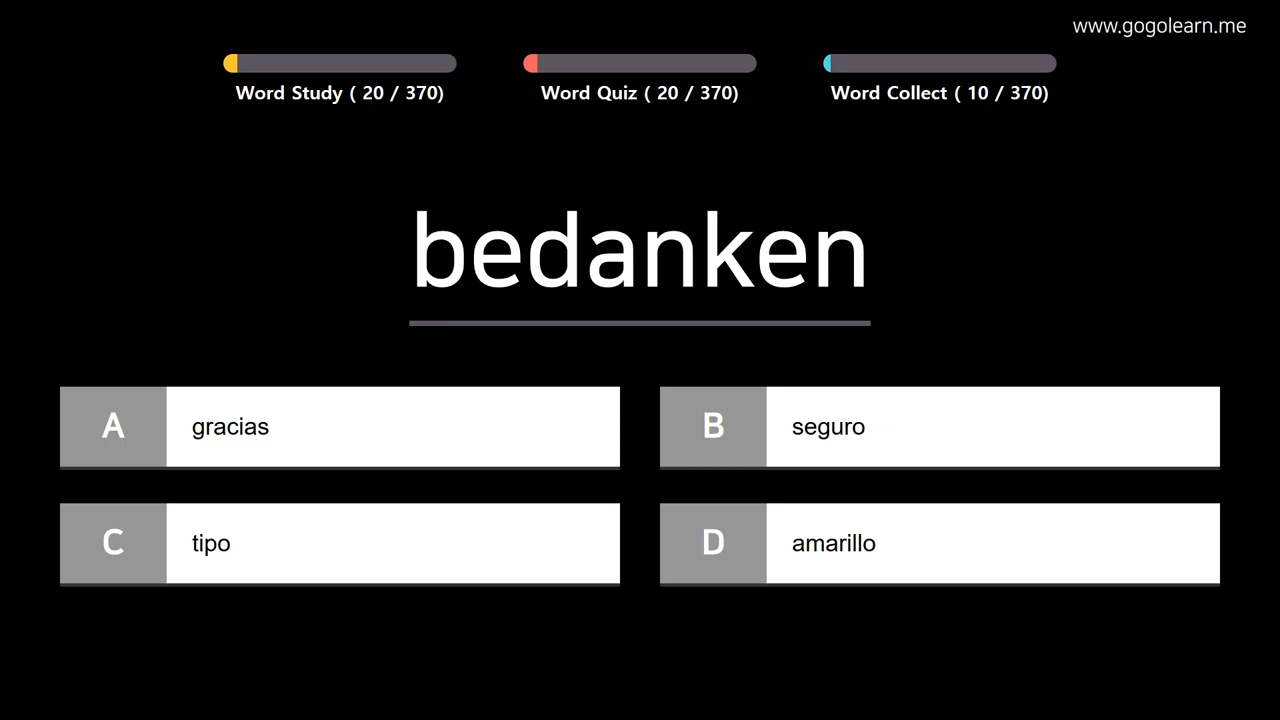 www.gogolearn.me
Word Study ( 20 / 370)
Word Quiz ( 20 / 370)
Word Collect ( 10 / 370)
bedanken
A gracias
B seguro
C tipo
D amarillo